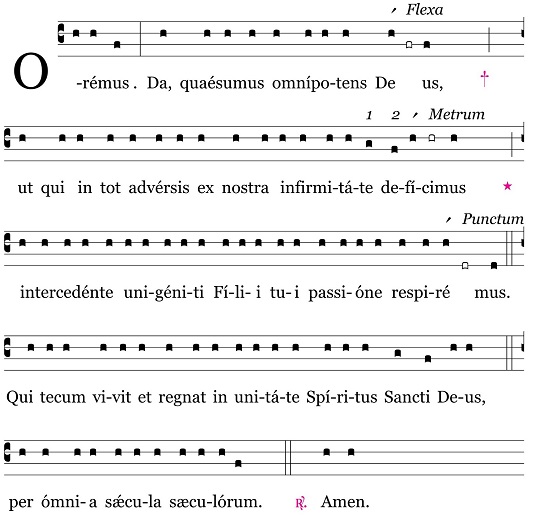 Flexa
O -rémus . Da, quaésumus omnípo-tens De us, †
1 2 Metrum
ut qui in tot advérsis ex nostra infirmi-tá-te de-fí-cimus ★
Punctum
intercedénte uni-géni-ti Fí-li- i tu-i passi-óne respi-ré mus.
Qui tecum vi-vit et regnat in uni-tá-te Spí-ri-tus Sancti De-us,
per ómni-a sǽcu-la sæcu-lórum. ℟. Amen.